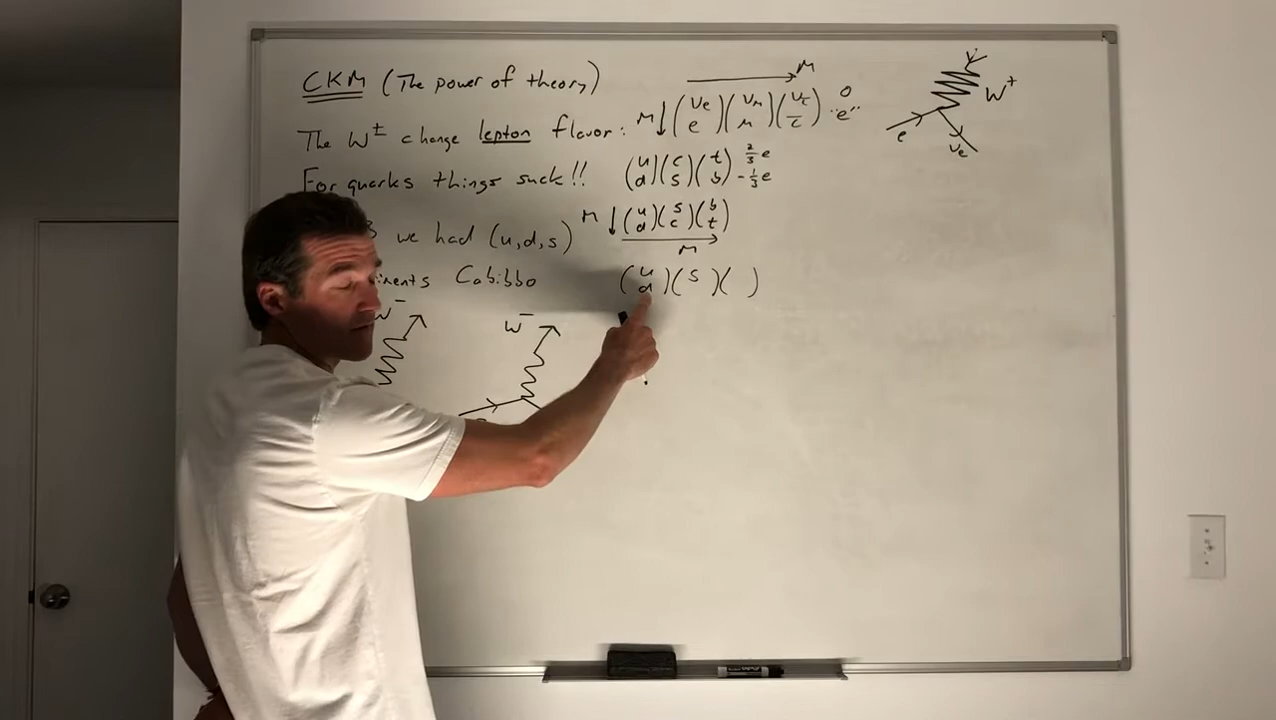 CKM (The power of theory)
The W± change lepton flavor: M↓ (νe e)(νμ μ)(ντ τ) 0 "e"
M
For quarks things suck!! (u d)(c s)(t b) 2/3 e -1/3 e
we had (u,d,s) M↓ (u d)(s c)(b t)
M
Cabibbo (u d)(s )( )
W⁻
W⁻
W⁺
e
νe